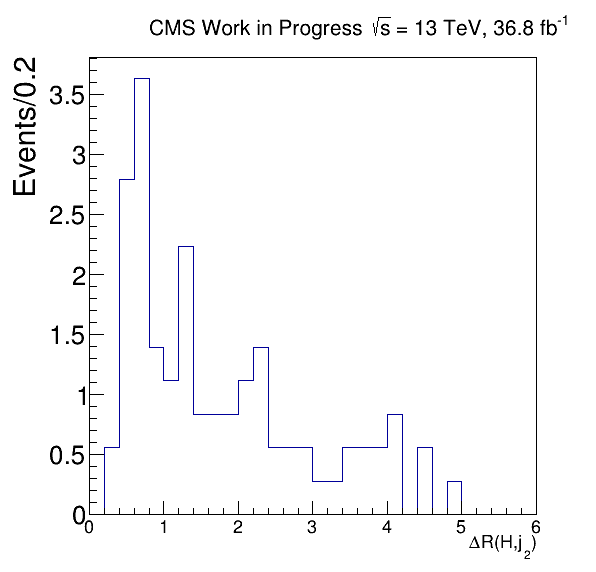 CMS Work in Progress √s = 13 TeV, 36.8 fb⁻¹
Events/0.2
3.5
3
2.5
2
1.5
1
0.5
0
0 1 2 3 4 5 6
ΔR(H,j₂)